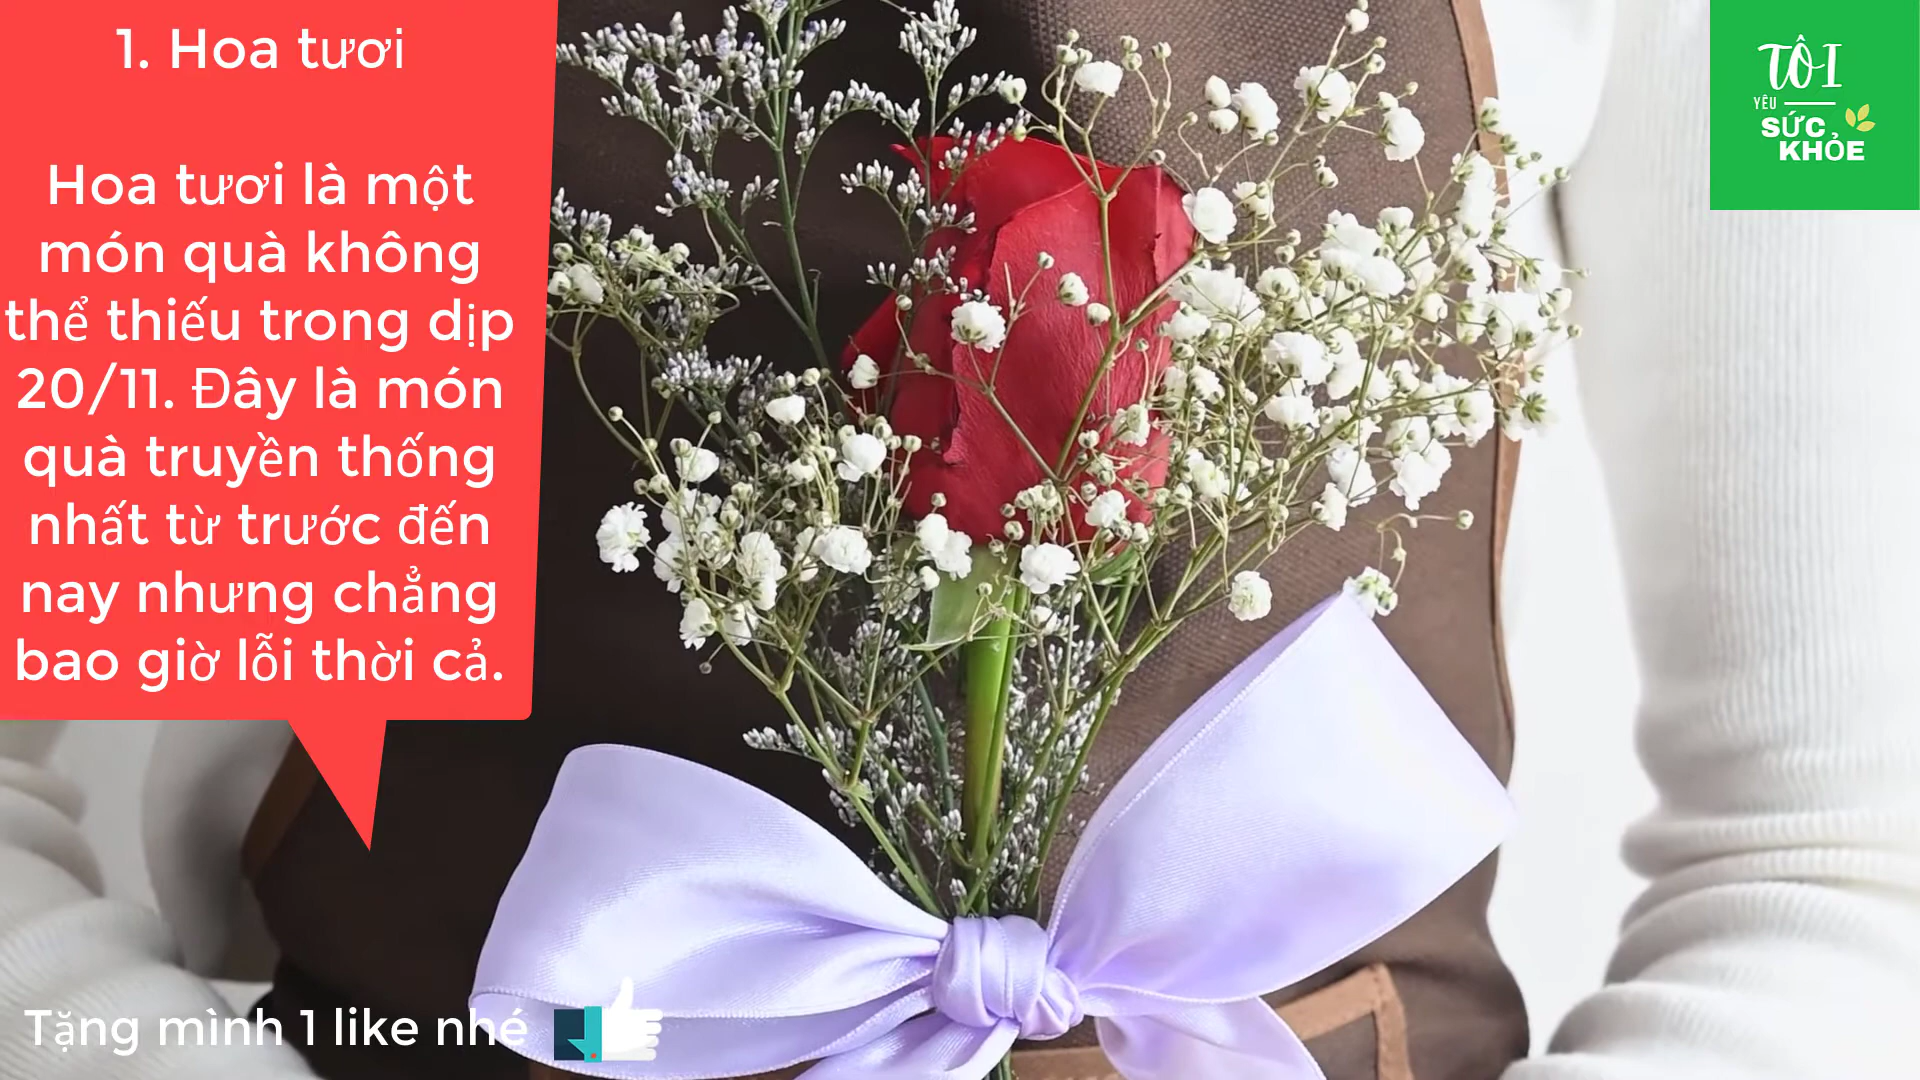 1. Hoa tươi
Hoa tươi là một
món quà không
thể thiếu trong dịp
20/11. Đây là món
quà truyền thống
nhất từ trước đến
nay nhưng chẳng
bao giờ lỗi thời cả.
TÔI
YÊU
SỨC
KHỎE
Tặng mình 1 like nhé